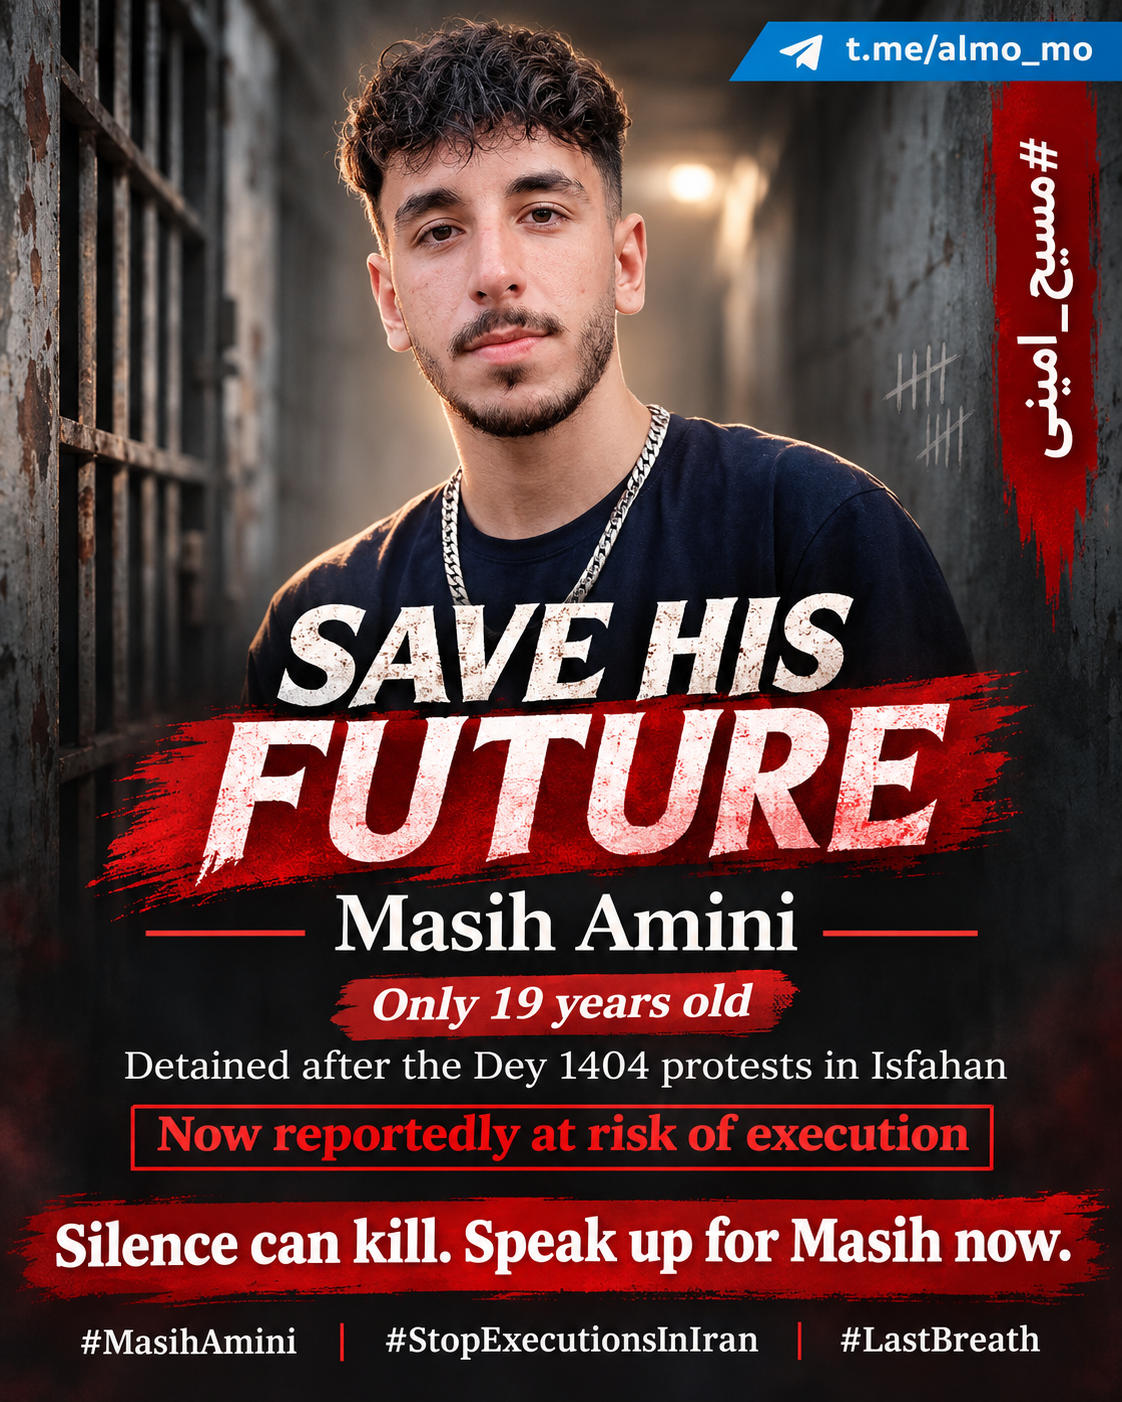 t.me/almo_mo
#مسیح_امینی
SAVE HIS
FUTURE
Masih Amini
Only 19 years old
Detained after the Dey 1404 protests in Isfahan
Now reportedly at risk of execution
Silence can kill. Speak up for Masih now.
#MasihAmini | #StopExecutionsInIran | #LastBreath